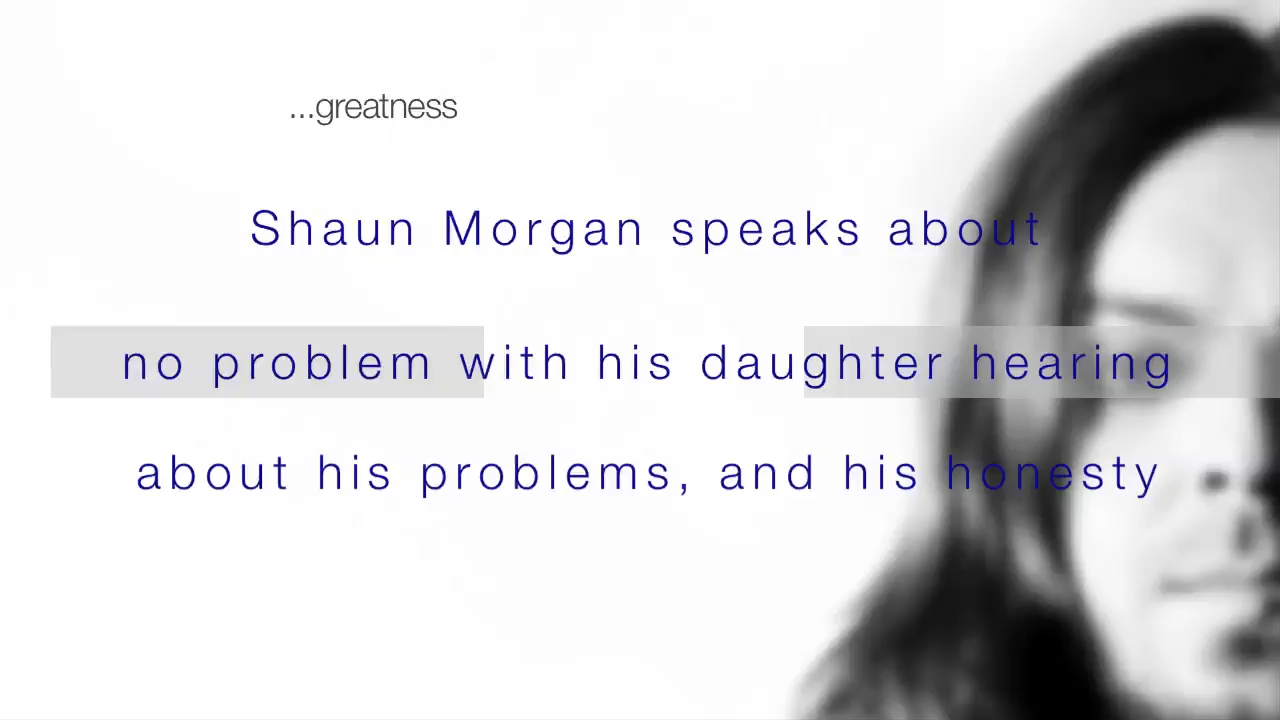 ...greatness
Shaun Morgan speaks about
no problem with his daughter hearing
about his problems, and his honesty